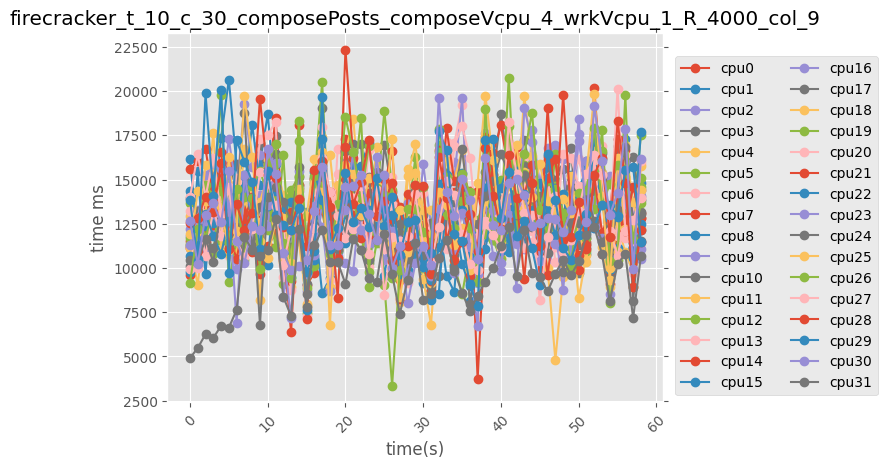 firecracker_t_10_c_30_composePosts_composeVcpu_4_wrkVcpu_1_R_4000_col_9
22500
20000
17500
15000
12500
10000
7500
5000
2500
time ms
0
10
20
30
40
50
60
time(s)
cpu0
cpu1
cpu2
cpu3
cpu4
cpu5
cpu6
cpu7
cpu8
cpu9
cpu10
cpu11
cpu12
cpu13
cpu14
cpu15
cpu16
cpu17
cpu18
cpu19
cpu20
cpu21
cpu22
cpu23
cpu24
cpu25
cpu26
cpu27
cpu28
cpu29
cpu30
cpu31